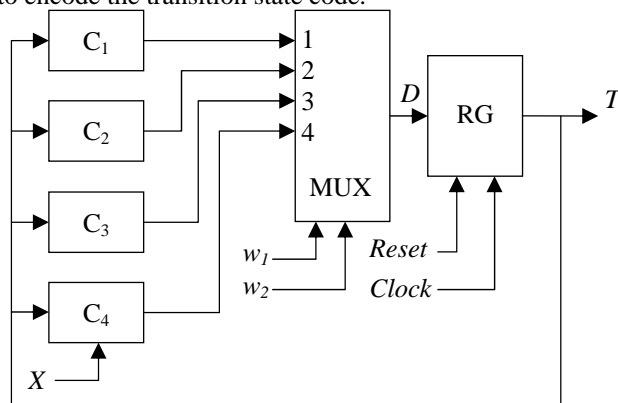 to encode the transition state code.
C1
1
2
C2
3
4
D
RG
T
MUX
C3
w1
Reset
w2
Clock
C4
X